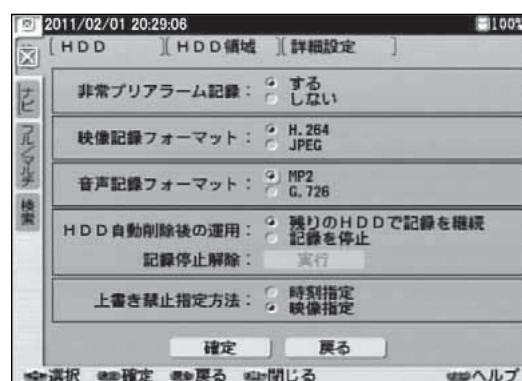 2011/02/01 20:29:06 100%
[HDD ][HDD領域 ][詳細設定 ]
ナビ
フル/マルチ
検索
非常プリアラーム記録: する
しない
映像記録フォーマット: H.264
JPEG
音声記録フォーマット: MP2
G.726
HDD自動削除後の運用: 残りのHDDで記録を継続
記録を停止
記録停止解除: 実行
上書き禁止指定方法: 時刻指定
映像指定
確定 戻る
選択 確定 戻る 閉じる ヘルプ